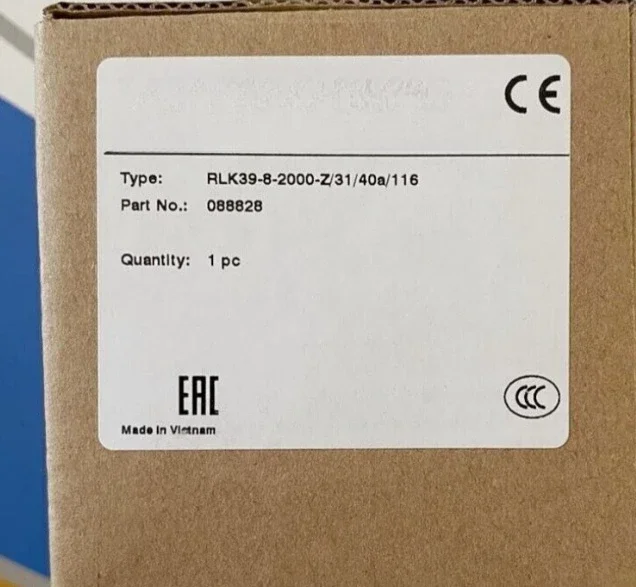 CE
Type: RLK39-8-2000-Z/31/40a/116
Part No.: 088828
Quantity: 1 pc
EAC
CCC
Made in Vietnam